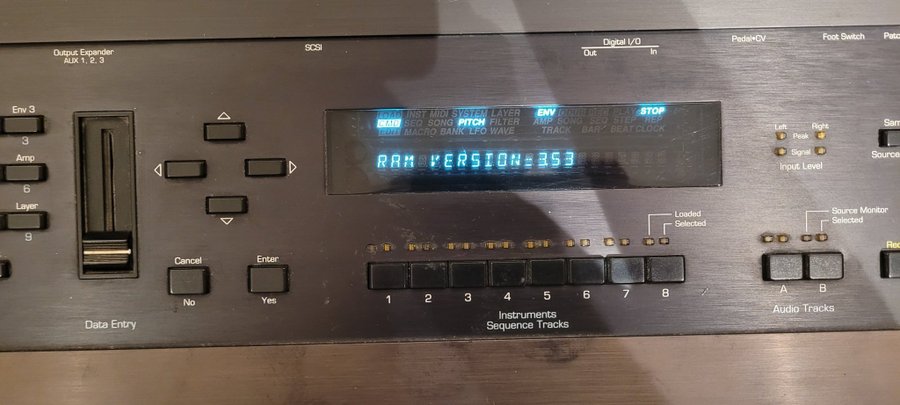 Output Expander
AUX 1, 2, 3
SCSI
Digital I/O
Out In
Pedal•CV
Foot Switch
Env 3
3
Amp
6
Layer
9
INST MIDI SYSTEM LAYER ENV STOP
SEQ SONG PITCH FILTER AMP SONG SEQ STEP REP
MACRO BANK LFO WAVE TRACK BAR BEAT CLOCK
RAM VERSION=3.53
Left Right
Peak
Signal
Input Level
Source
Loaded
Selected
Source Monitor
Selected
Cancel
No
Enter
Yes
1 2 3 4 5 6 7 8
A B
Data Entry
Instruments
Sequence Tracks
Audio Tracks